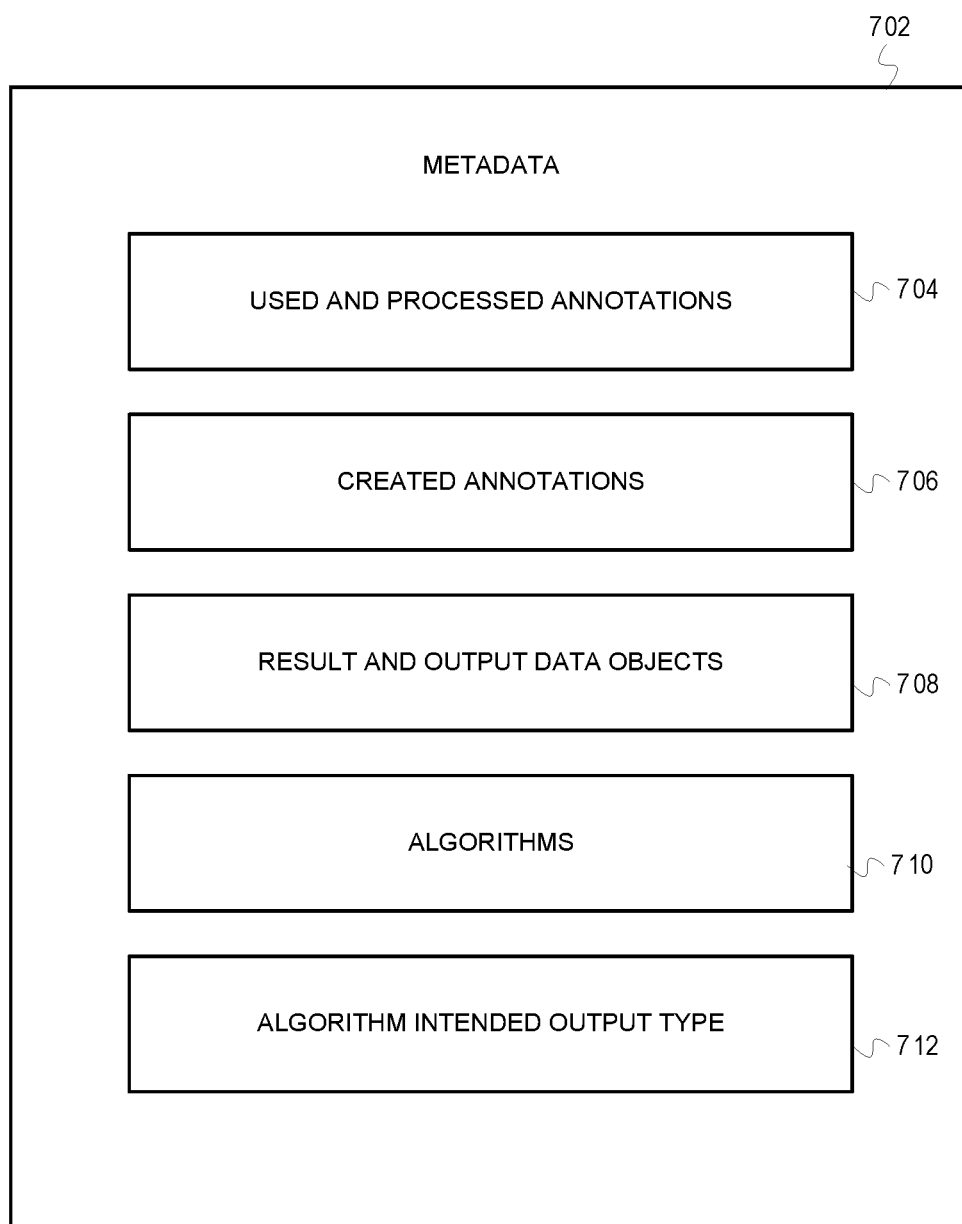 702
METADATA
USED AND PROCESSED ANNOTATIONS
704
CREATED ANNOTATIONS
706
RESULT AND OUTPUT DATA OBJECTS
708
ALGORITHMS
710
ALGORITHM INTENDED OUTPUT TYPE
712